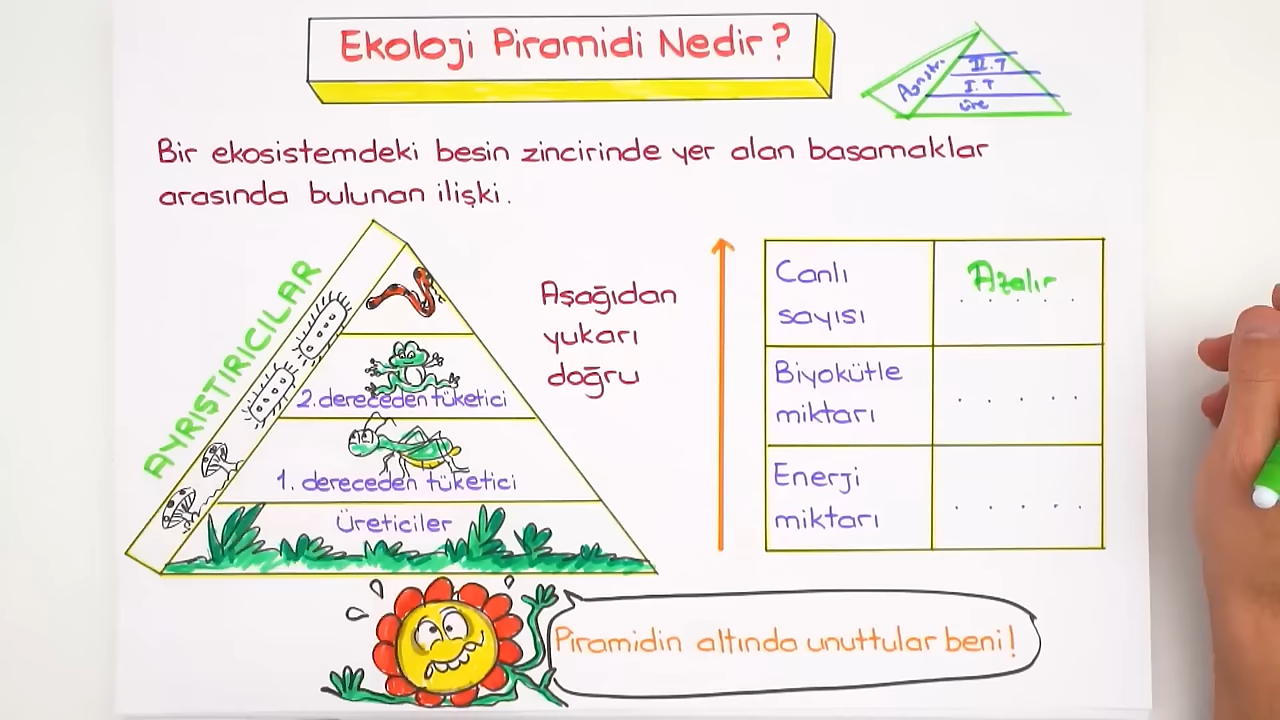 Ekoloji Piramidi Nedir?
II.T
I.T
üre
Bir ekosistemdeki besin zincirinde yer alan basamaklar
arasında bulunan ilişki.
AYRIŞTIRICILAR
2. dereceden tüketici
1. dereceden tüketici
Üreticiler
Aşağıdan
yukarı
doğru
Canlı
sayısı
Azalır
Biyokütle
miktarı
.....
Enerji
miktarı
.....
Piramidin altında unuttular beni!